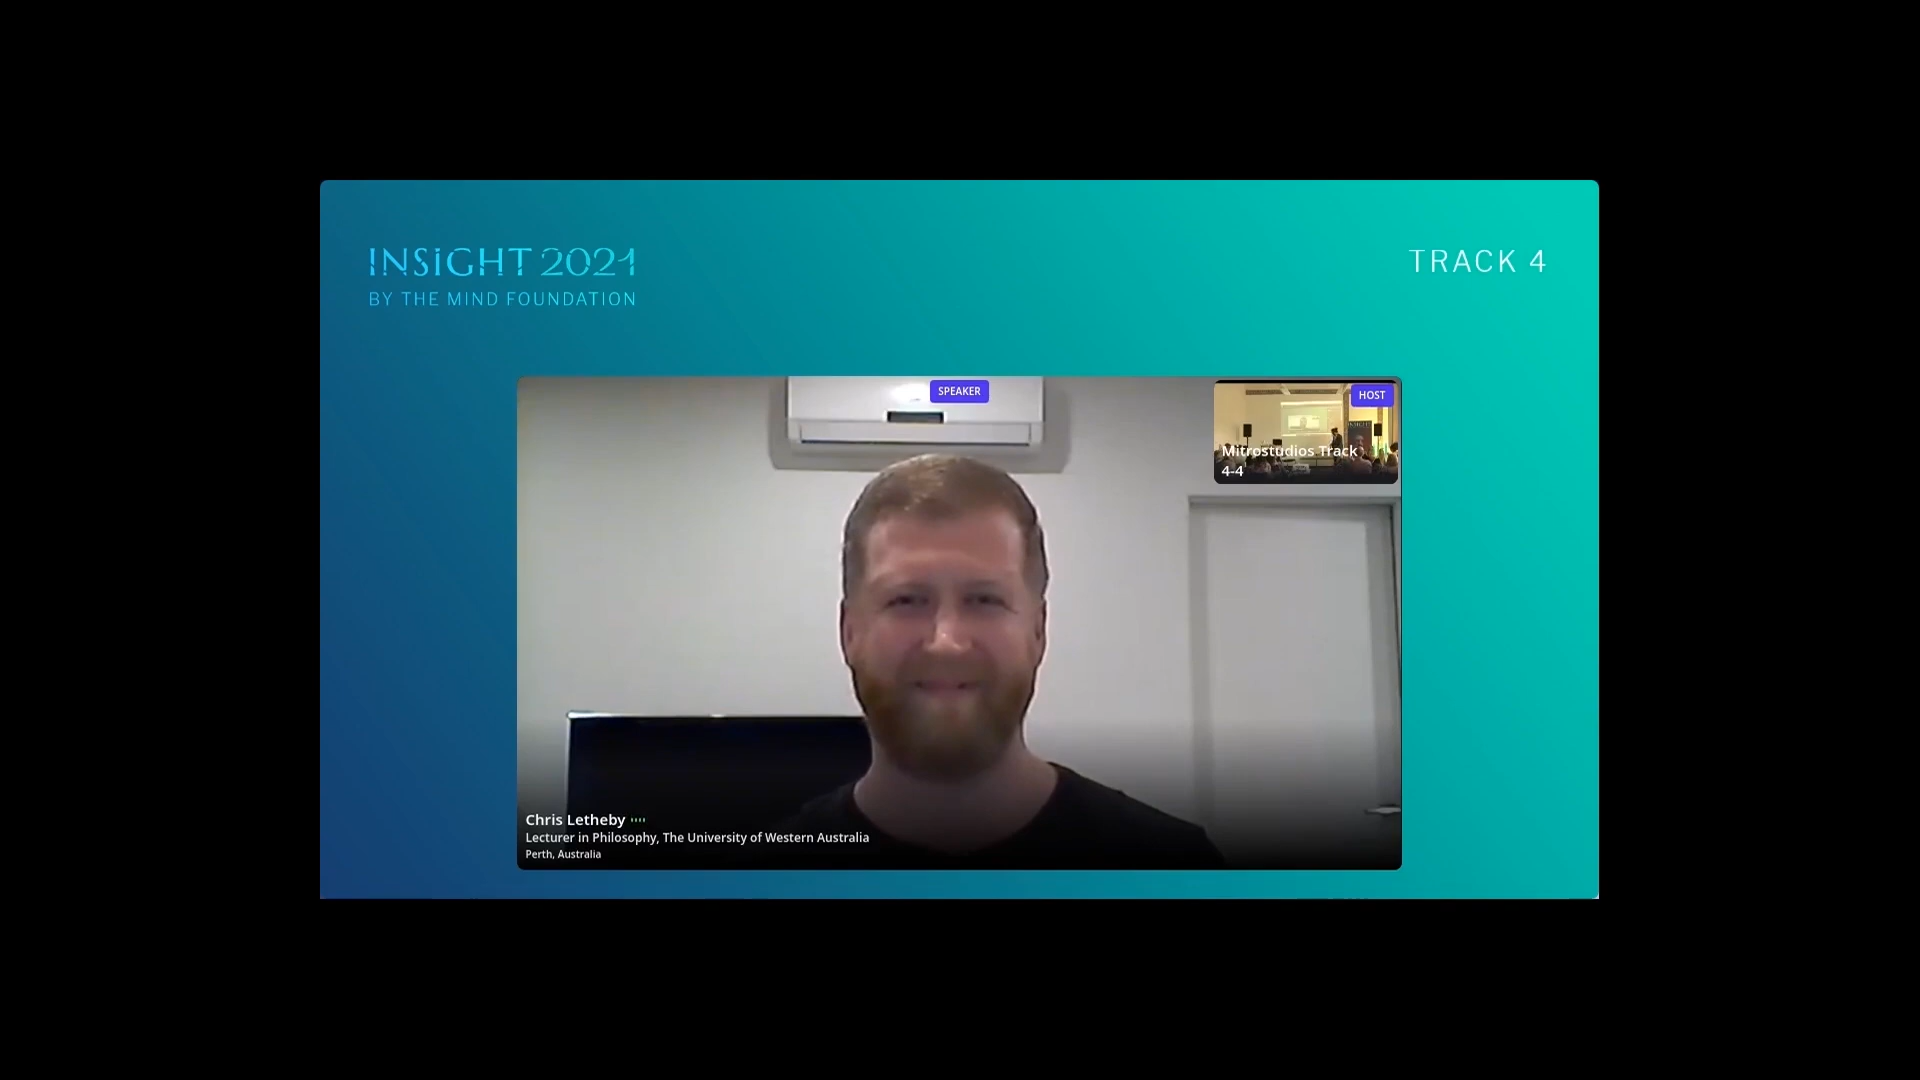 INSiGHT 2021
BY THE MIND FOUNDATION
TRACK 4
SPEAKER
HOST
Mitrostudios Track
4-4
Chris Letheby
Lecturer in Philosophy, The University of Western Australia
Perth, Australia